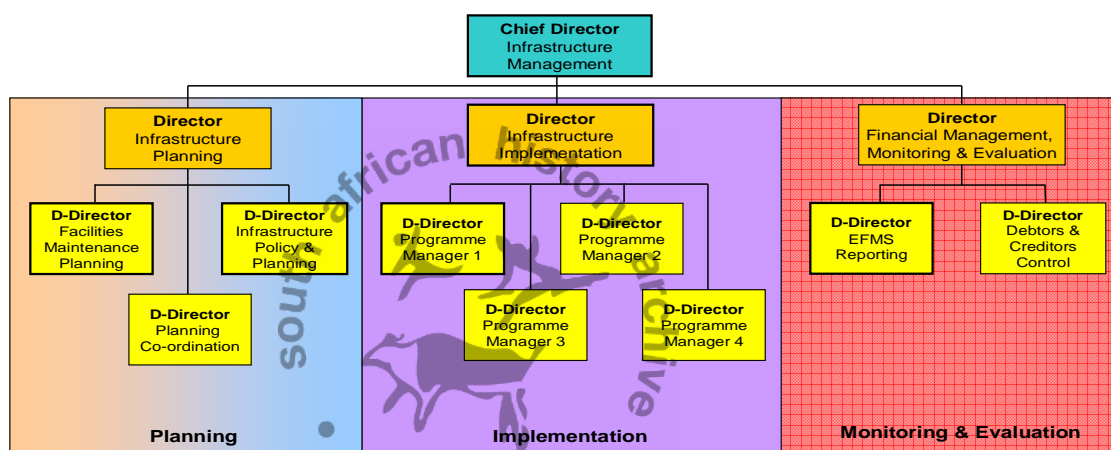 Chief Director
Infrastructure
Management
Director
Infrastructure
Planning
Director
Infrastructure
Implementation
Director
Financial Management,
Monitoring & Evaluation
D-Director
Facilities
Maintenance
Planning
D-Director
Infrastructure
Policy &
Planning
D-Director
Planning
Co-ordination
D-Director
Programme
Manager 1
D-Director
Programme
Manager 2
D-Director
Programme
Manager 3
D-Director
Programme
Manager 4
D-Director
EFMS
Reporting
D-Director
Debtors &
Creditors
Control
Planning
Implementation
Monitoring & Evaluation
• south african history archive